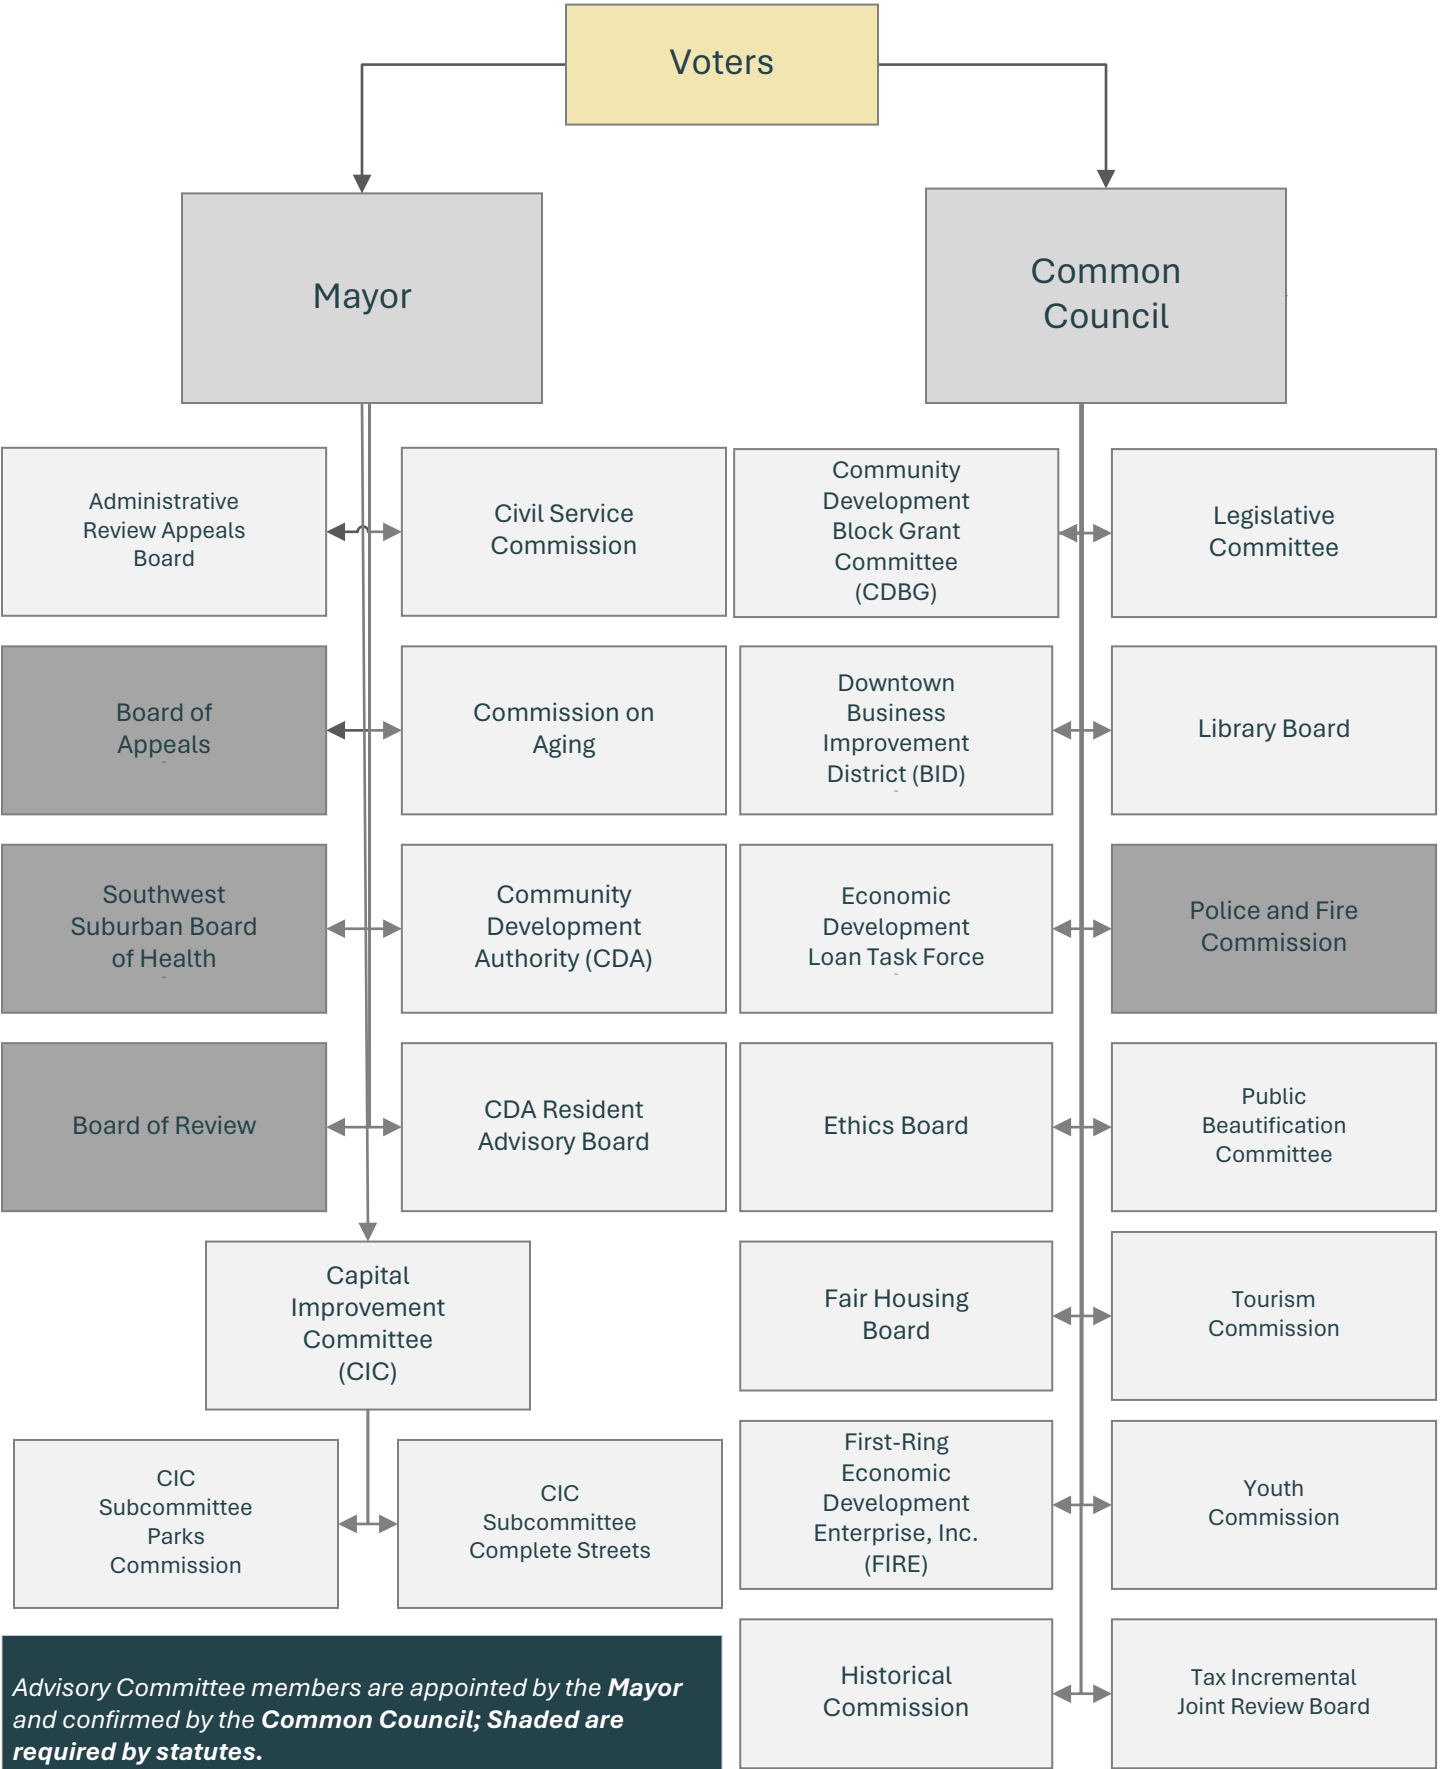 Voters
Mayor
Common
Council
Administrative
Review Appeals
Board
Civil Service
Commission
Community
Development
Block Grant
Committee
(CDBG)
Legislative
Committee
Board of
Appeals
Commission on
Aging
Downtown
Business
Improvement
District (BID)
Library Board
Southwest
Suburban Board
of Health
Community
Development
Authority (CDA)
Economic
Development
Loan Task Force
Police and Fire
Commission
Board of Review
CDA Resident
Advisory Board
Ethics Board
Public
Beautification
Committee
Capital
Improvement
Committee
(CIC)
Fair Housing
Board
Tourism
Commission
CIC
Subcommittee
Parks
Commission
CIC
Subcommittee
Complete Streets
First-Ring
Economic
Development
Enterprise, Inc.
(FIRE)
Youth
Commission
Historical
Commission
Tax Incremental
Joint Review Board
Advisory Committee members are appointed by the Mayor
and confirmed by the Common Council; Shaded are
required by statutes.